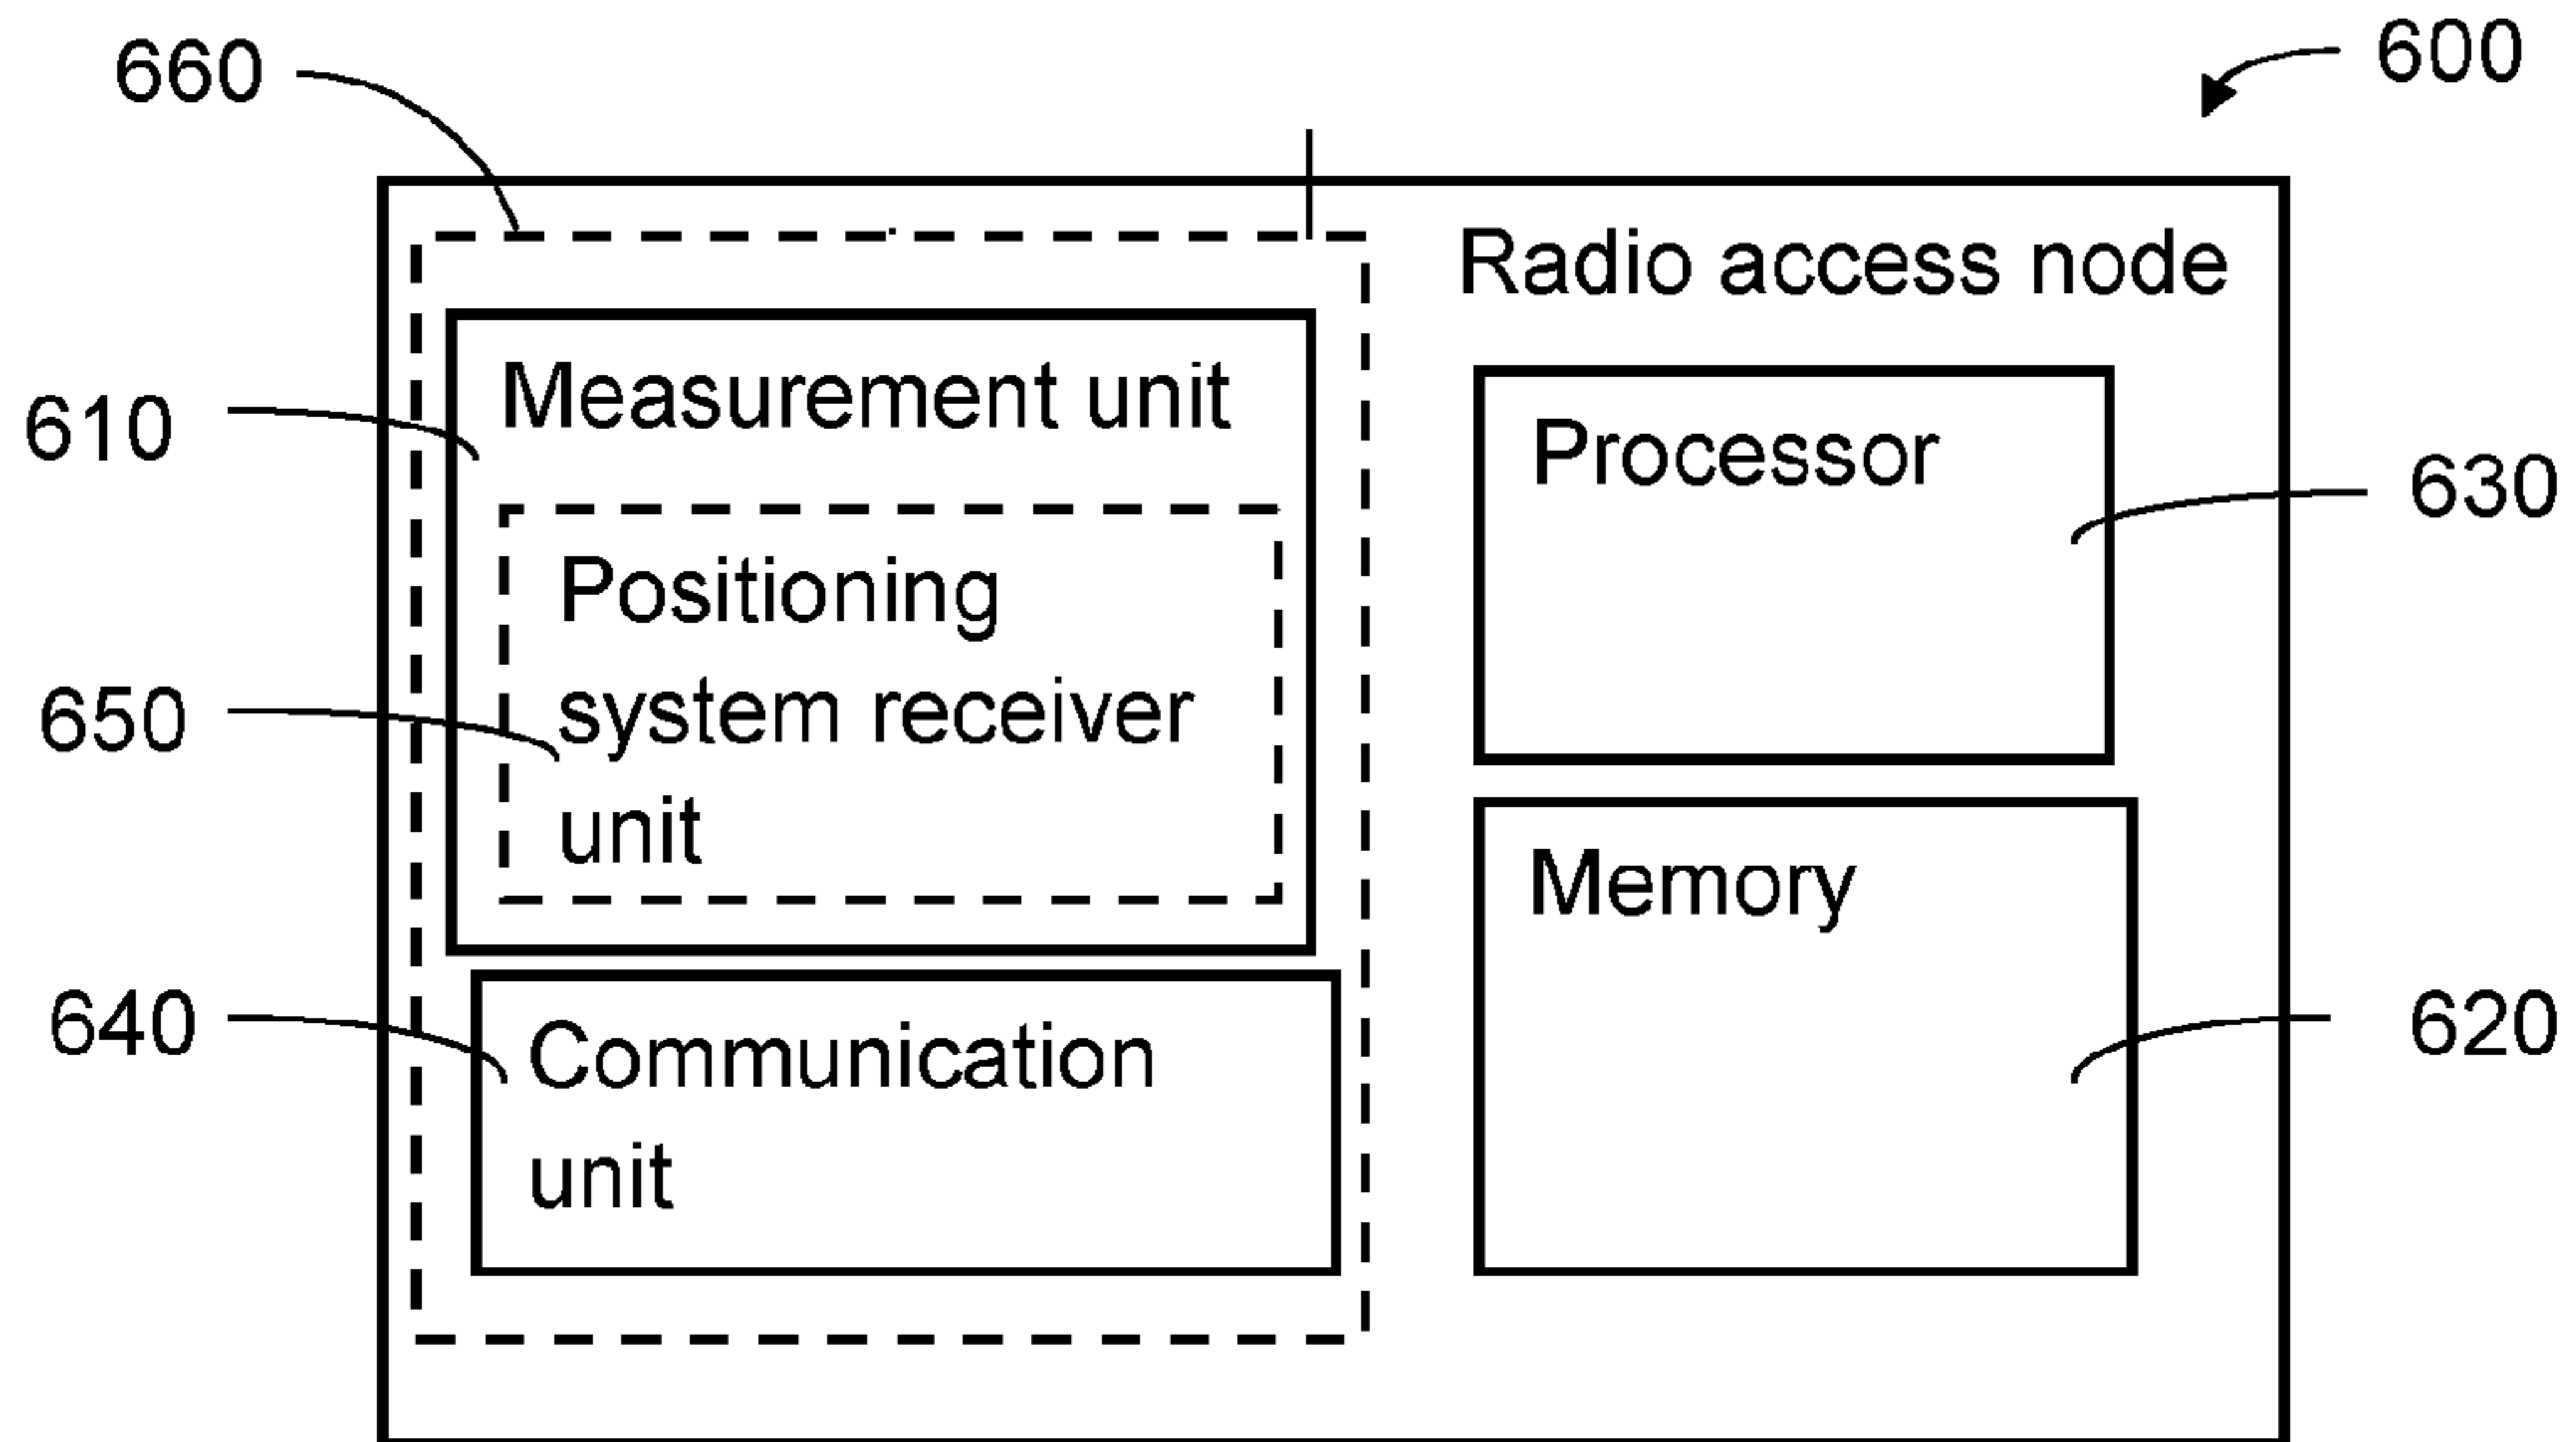 660
600
Radio access node
610
Measurement unit
Processor
630
650
Positioning
system receiver
unit
Memory
640
Communication
unit
620